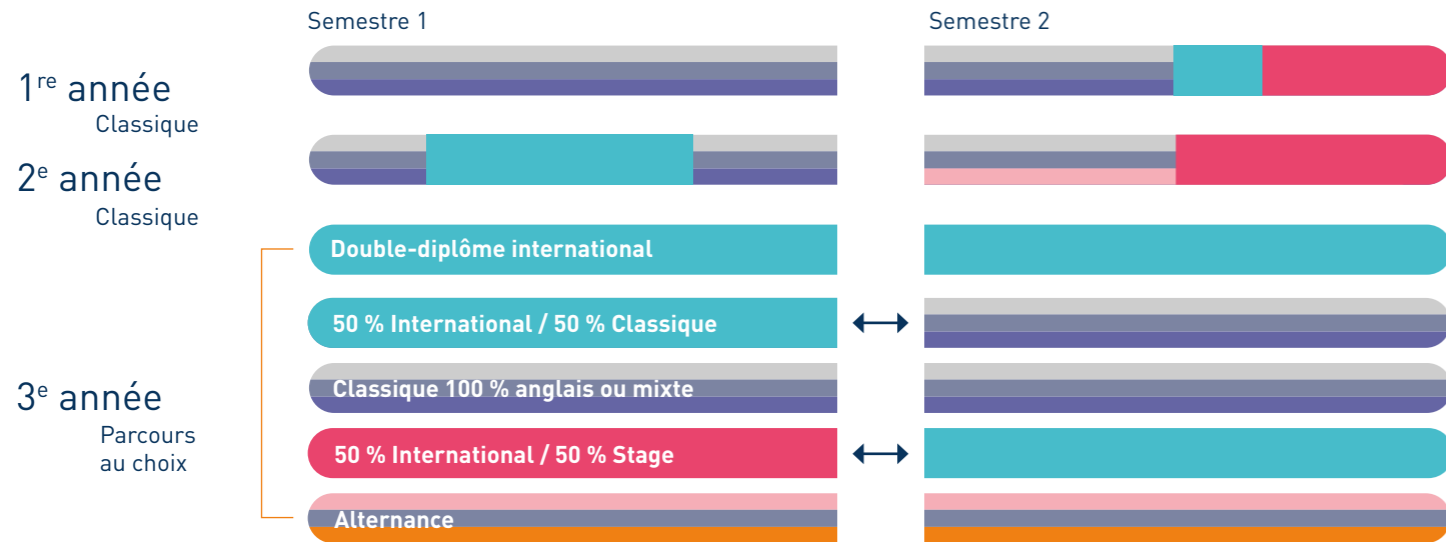 Semestre 1
Semestre 2
1re année
Classique
2e année
Classique
Double-diplôme international
50 % International / 50 % Classique
3e année
Parcours
au choix
Classique 100 % anglais ou mixte
50 % International / 50 % Stage
Alternance